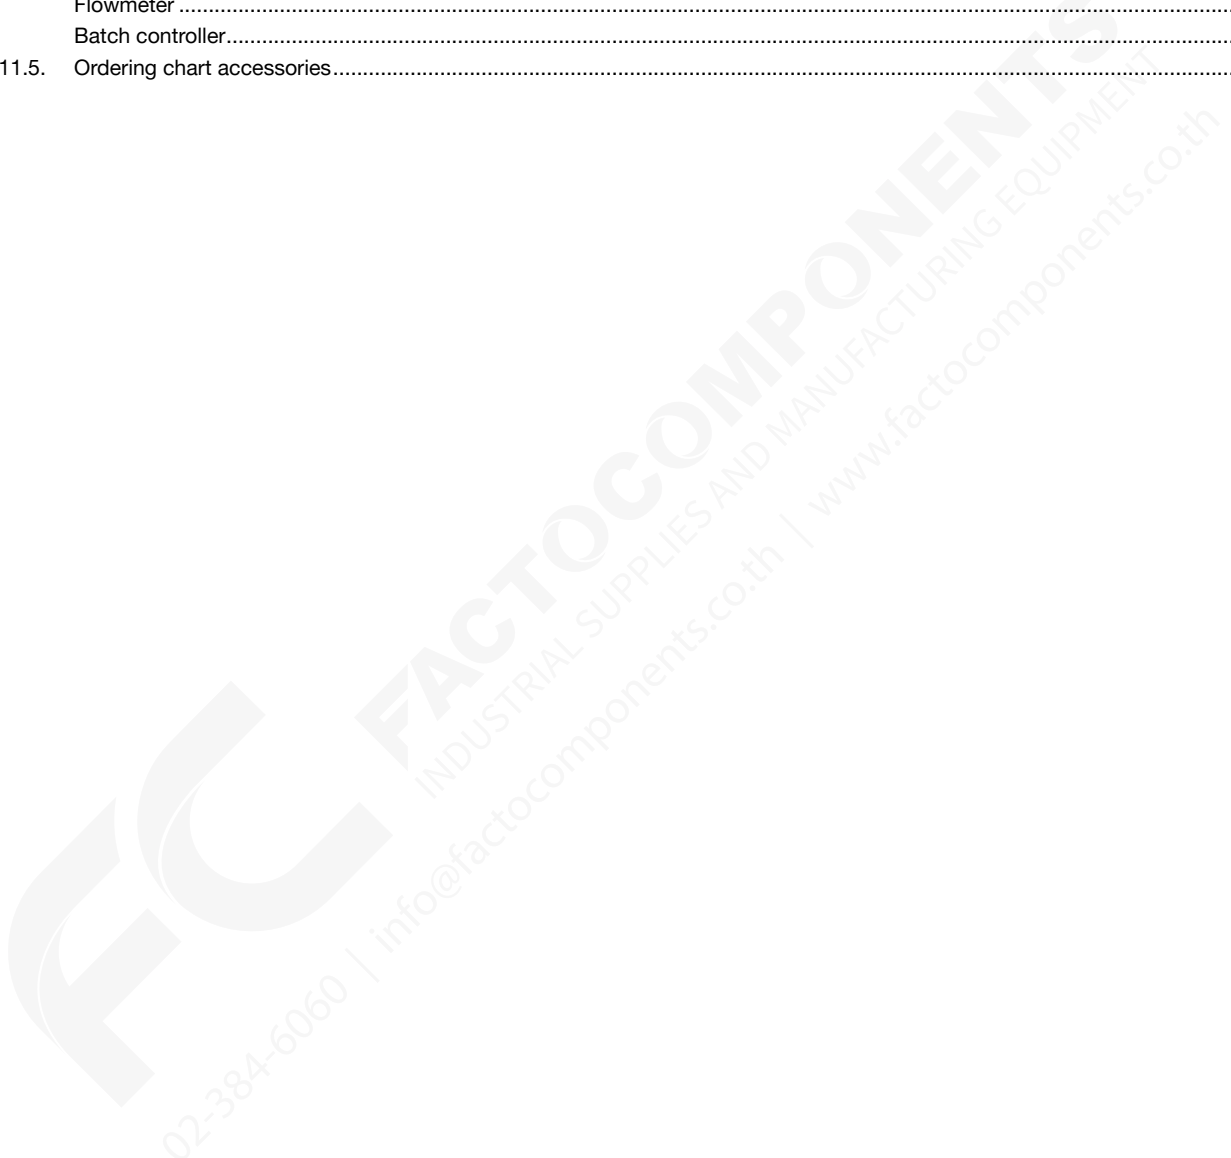 Flowmeter ........................................................................................................................
Batch controller........................................................................................................................
11.5. Ordering chart accessories........................................................................................................................
FACTOCOMPONENTS
INDUSTRIAL SUPPLIES AND MANUFACTURING EQUIPMENT
02-384-6060 | info@factocomponents.co.th | www.factocomponents.co.th
FC